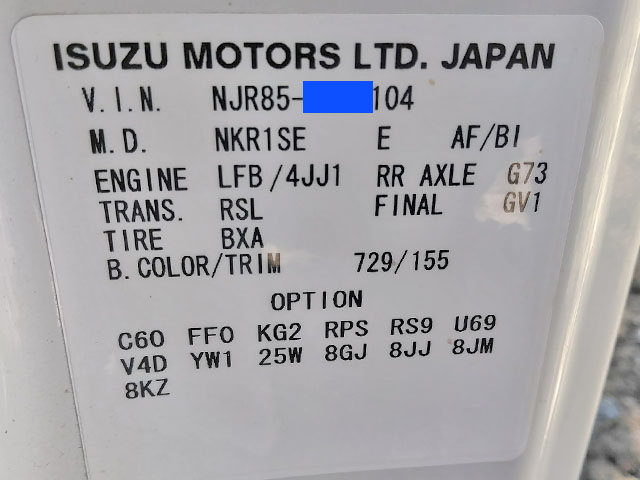 ISUZU MOTORS LTD. JAPAN
V.I.N. NJR85- 104
M.D. NKR1SE E AF/BI
ENGINE LFB/4JJ1 RR AXLE G73
TRANS. RSL FINAL GV1
TIRE BXA
B.COLOR/TRIM 729/155
OPTION
C60 FF0 KG2 RPS RS9 U69
V4D YW1 25W 8GJ 8JJ 8JM
8KZ